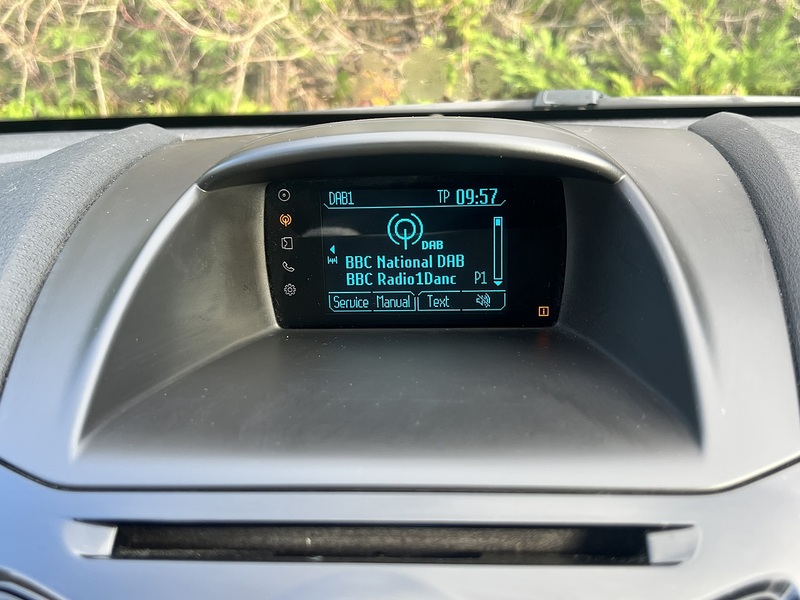 DAB1 TP 09:57
DAB
BBC National DAB
BBC Radio1Danc P1
Service Manual Text